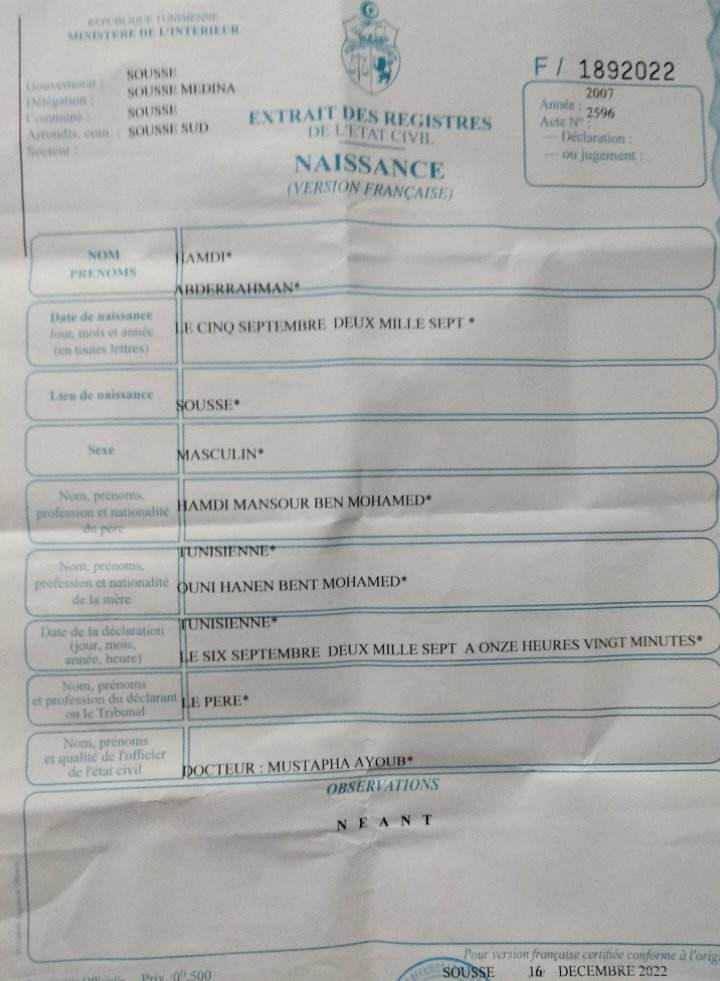 REPUBLIQUE TUNISIENNE
MINISTERE DE L'INTERIEUR
Gouvernorat : SOUSSE
Délégation : SOUSSE MEDINA
Commune : SOUSSE
Arrondis. com. : SOUSSE SUD
Secteur :
F / 1892022
Année : 2007
Acte N° : 2596
— Déclaration :
— ou jugement :
EXTRAIT DES REGISTRES
DE L'ETAT CIVIL
NAISSANCE
(VERSION FRANÇAISE)
NOM HAMDI*
PRENOMS ABDERRAHMAN*
Date de naissance
Jour, mois et année
(en toutes lettres)
LE CINQ SEPTEMBRE DEUX MILLE SEPT *
Lieu de naissance SOUSSE*
Sexe MASCULIN*
Nom, prénoms,
profession et nationalité
du père
HAMDI MANSOUR BEN MOHAMED*
TUNISIENNE*
Nom, prénoms,
profession et nationalité
de la mère
OUNI HANEN BENT MOHAMED*
TUNISIENNE*
Date de la déclaration
(jour, mois,
année, heure)
LE SIX SEPTEMBRE DEUX MILLE SEPT A ONZE HEURES VINGT MINUTES*
Nom, prénoms
et profession du déclarant
ou le Tribunal
LE PERE*
Nom, prénoms
et qualité de l'officier
de l'état civil
DOCTEUR : MUSTAPHA AYOUB*
OBSERVATIONS
N E A N T
Pour version française certifiée conforme à l'orig
SOUSSE 16 DECEMBRE 2022
Officielle Prix :0D,500